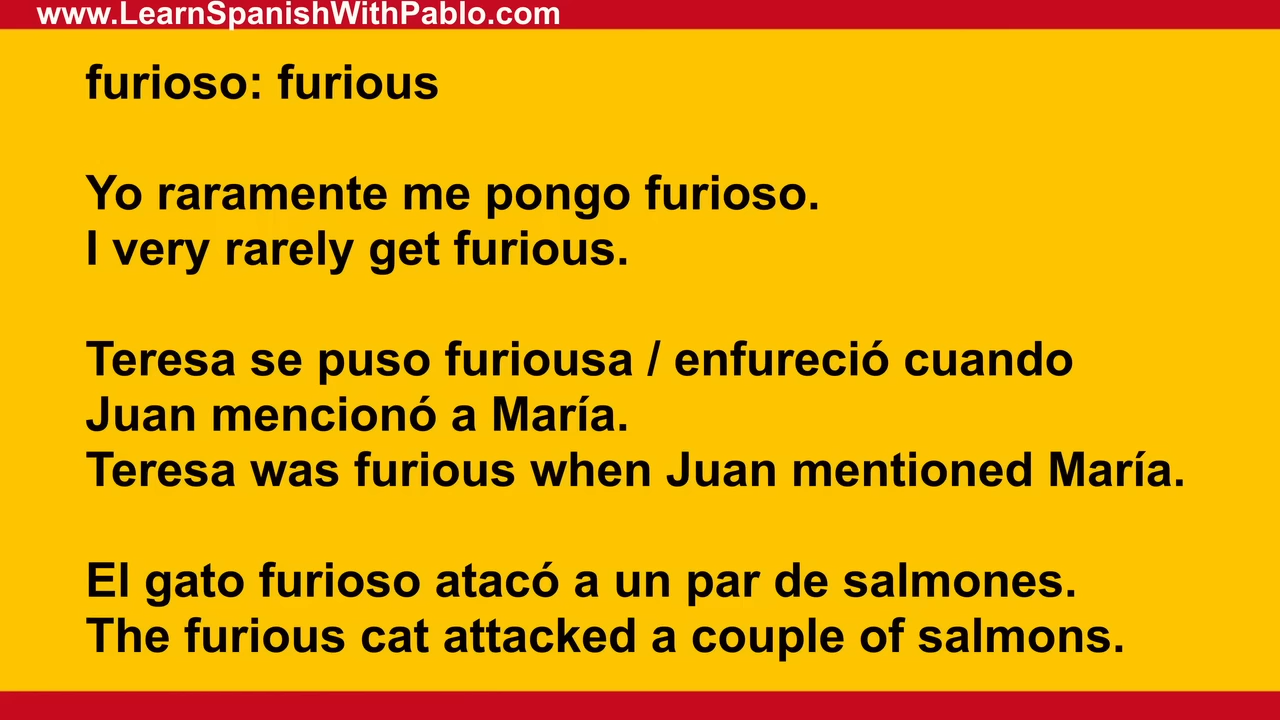 www.LearnSpanishWithPablo.com
furioso: furious
Yo raramente me pongo furioso.
I very rarely get furious.
Teresa se puso furiousa / enfureció cuando
Juan mencionó a María.
Teresa was furious when Juan mentioned María.
El gato furioso atacó a un par de salmones.
The furious cat attacked a couple of salmons.